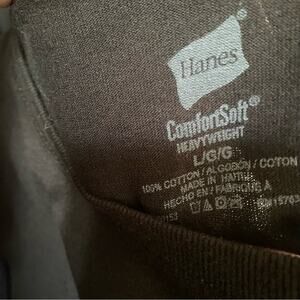 Hanes
ComfortSoft®
HEAVYWEIGHT
L/G/G
100% COTTON / ALGODÓN / COTON
MADE IN HAITI /
HECHO EN / FABRIQUÉ À